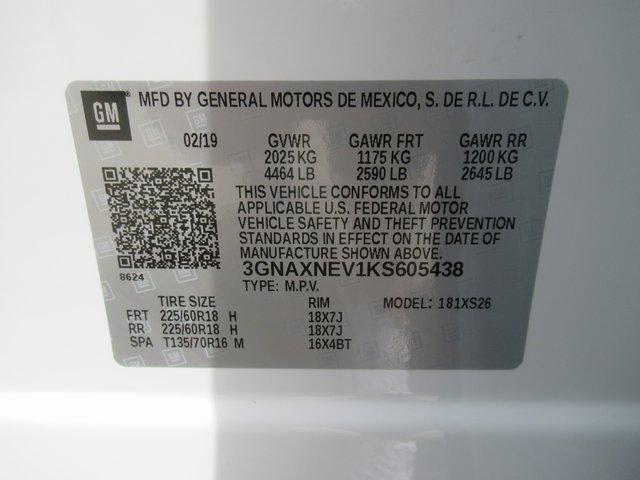 GM ® MFD BY GENERAL MOTORS DE MEXICO, S. DE R.L. DE C.V.
02/19 GVWR GAWR FRT GAWR RR
2025 KG 1175 KG 1200 KG
4464 LB 2590 LB 2645 LB
THIS VEHICLE CONFORMS TO ALL
APPLICABLE U.S. FEDERAL MOTOR
VEHICLE SAFETY AND THEFT PREVENTION
STANDARDS IN EFFECT ON THE DATE OF
MANUFACTURE SHOWN ABOVE.
8624 3GNAXNEV1KS605438
TYPE: M.P.V.
TIRE SIZE RIM MODEL: 181XS26
FRT 225/60R18 H 18X7J
RR 225/60R18 H 18X7J
SPA T135/70R16 M 16X4BT